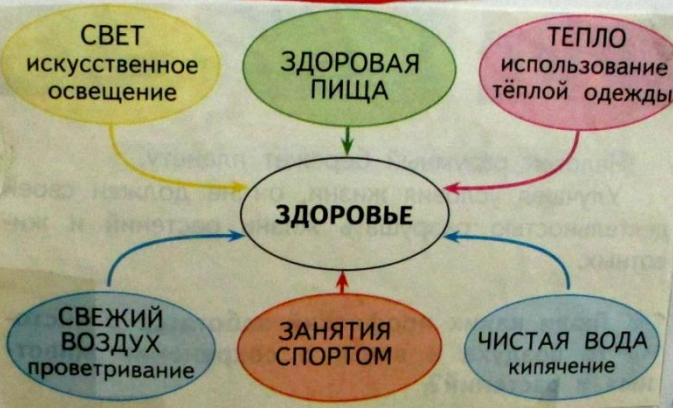 СВЕТ
искусственное
освещение
ЗДОРОВАЯ
ПИЩА
ТЕПЛО
использование
тёплой одежды
ЗДОРОВЬЕ
СВЕЖИЙ
ВОЗДУХ
проветривание
ЗАНЯТИЯ
СПОРТОМ
ЧИСТАЯ ВОДА
кипячение